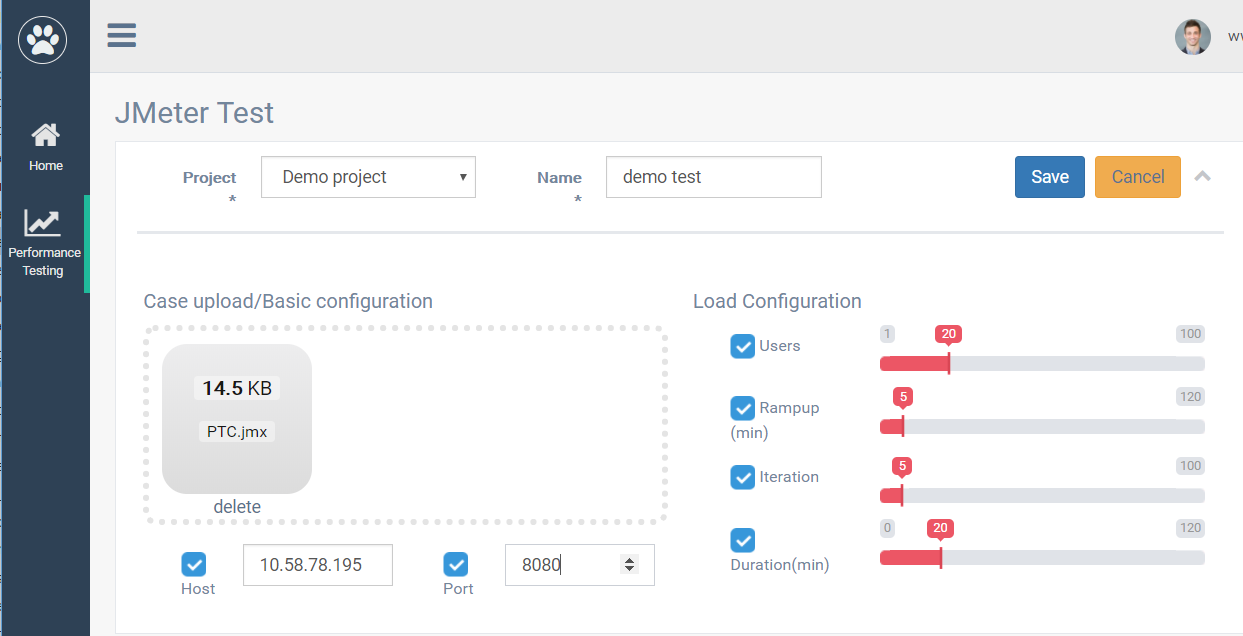 ww
Home
Performance
Testing
JMeter Test
Project
*
Demo project
Name
*
demo test
Save
Cancel
Case upload/Basic configuration
14.5 KB
PTC.jmx
delete
Host
10.58.78.195
Port
8080
Load Configuration
Users
1
20
100
Rampup
(min)
5
120
Iteration
5
100
Duration(min)
0
20
120